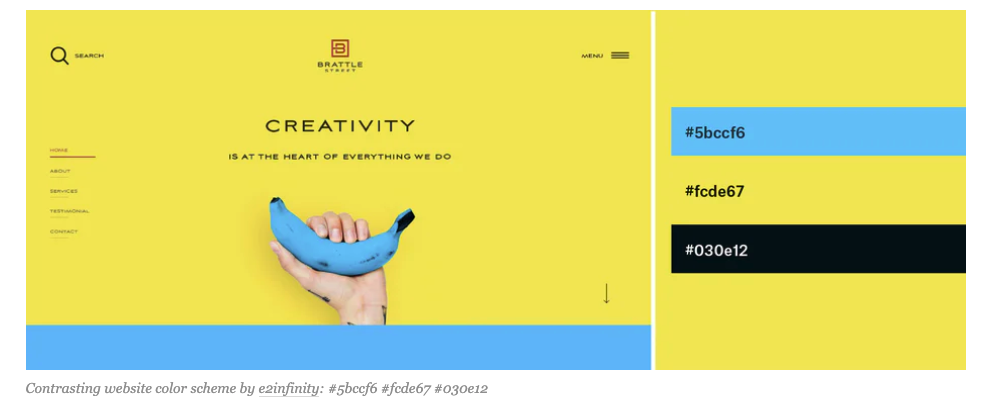 SEARCH
BRATTLE
STREET
MENU
CREATIVITY
IS AT THE HEART OF EVERYTHING WE DO
HOME
ABOUT
SERVICES
TESTIMONIAL
CONTACT
#5bccf6
#fcde67
#030e12
Contrasting website color scheme by e2infinity: #5bccf6 #fcde67 #030e12